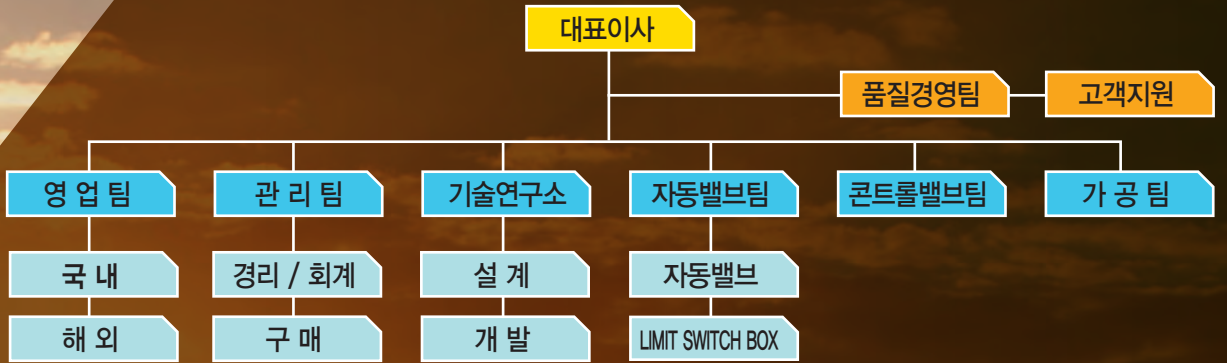 대표이사
품질경영팀
고객지원
영 업 팀
관 리 팀
기술연구소
자동밸브팀
콘트롤밸브팀
가 공 팀
국 내
경리 / 회계
설 계
자동밸브
해 외
구 매
개 발
LIMIT SWITCH BOX